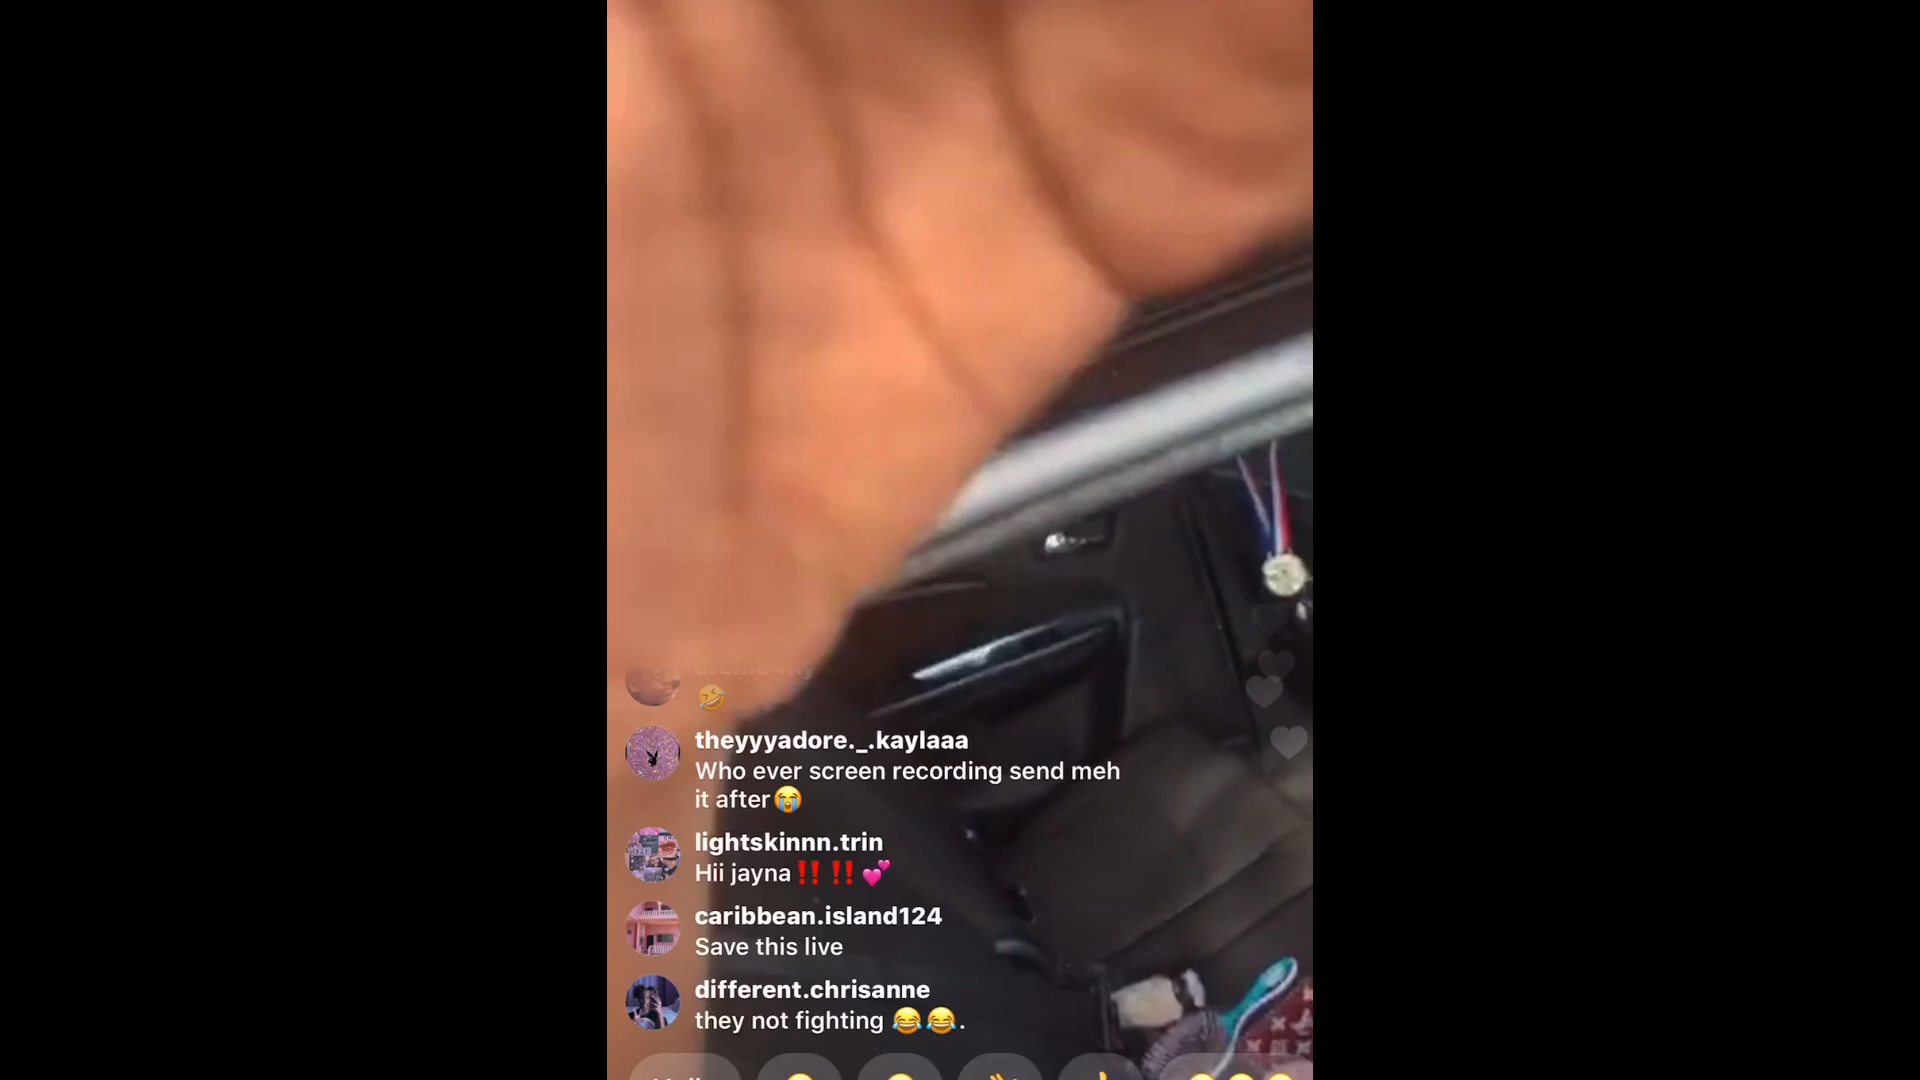 theyyyadore._.kaylaaa
Who ever screen recording send meh
it after😭
lightskinnn.trin
Hii jayna‼️ ‼️ 💕
caribbean.island124
Save this live
different.chrisanne
they not fighting 😂😂.